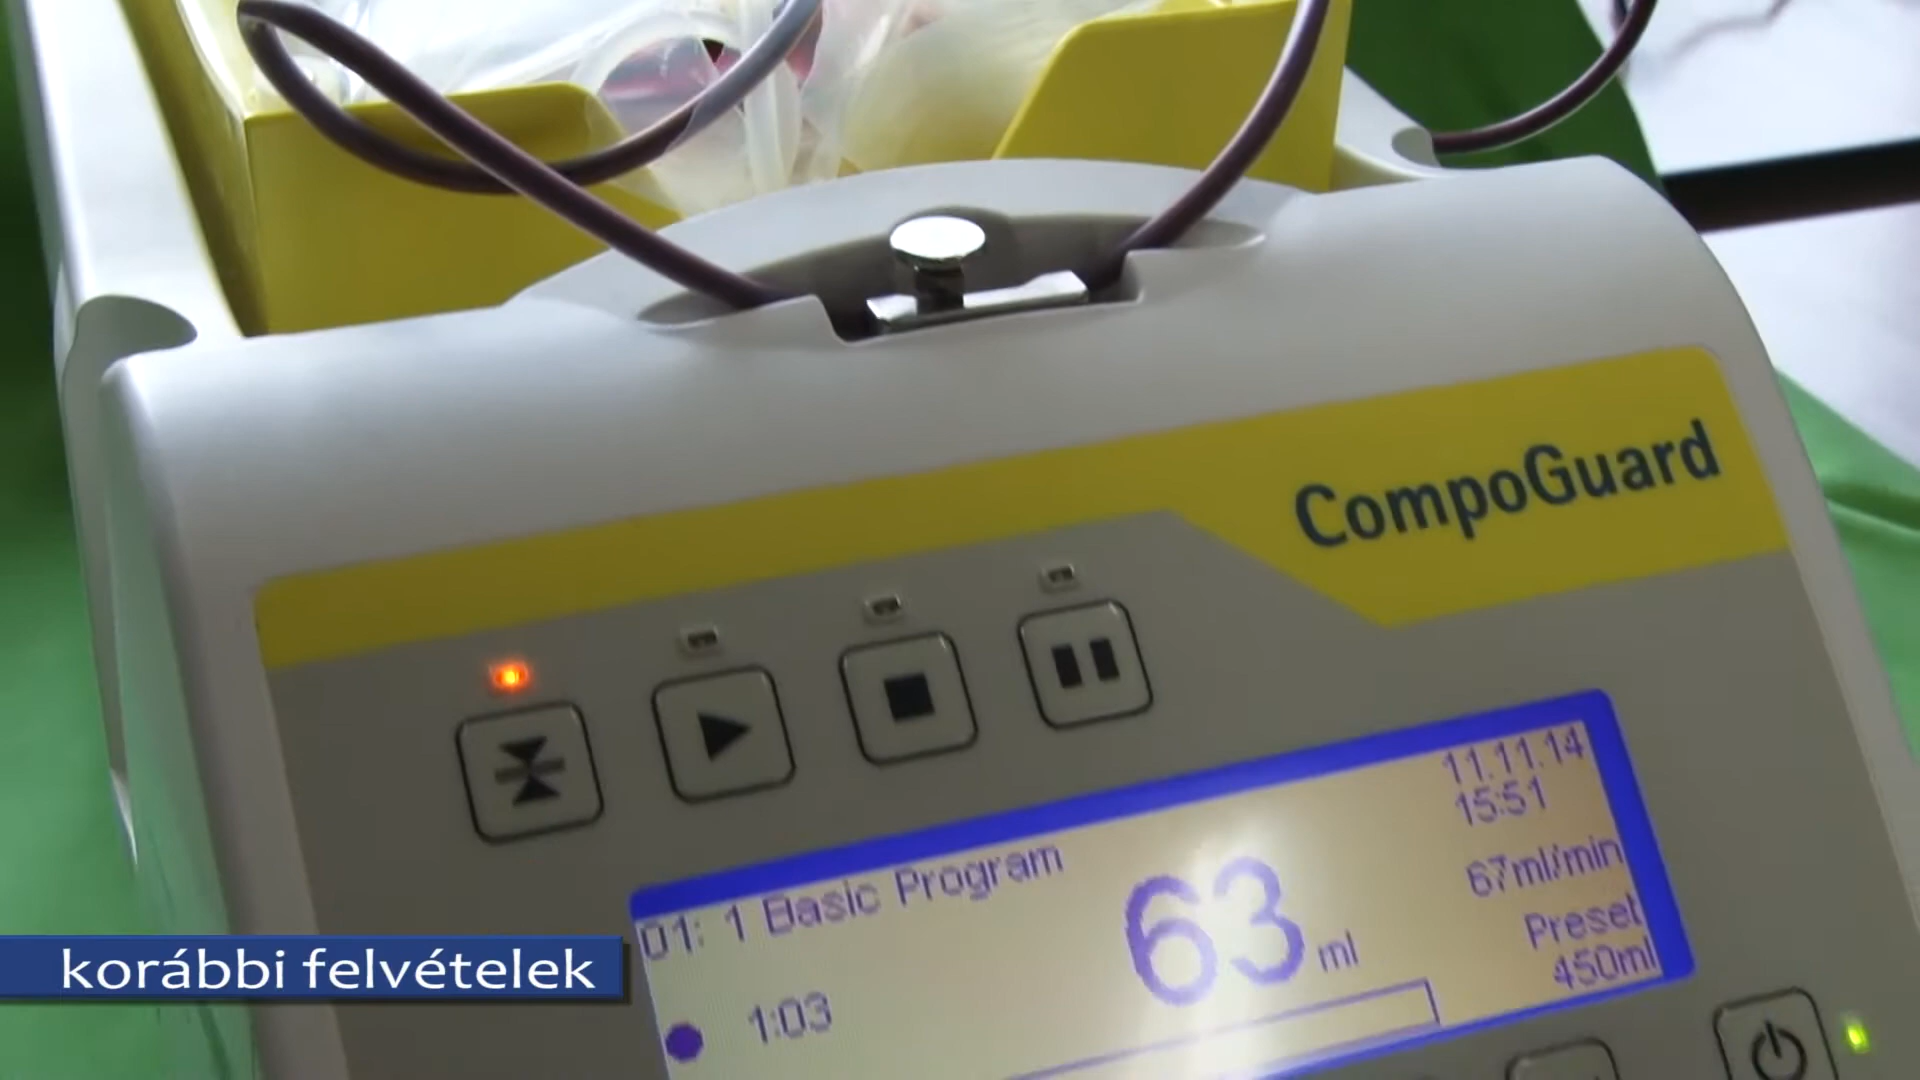 CompoGuard
11.11.14
15:51
01: 1 Basic Program
63 ml
67ml/min
Preset
450ml
1:03
korábbi felvételek